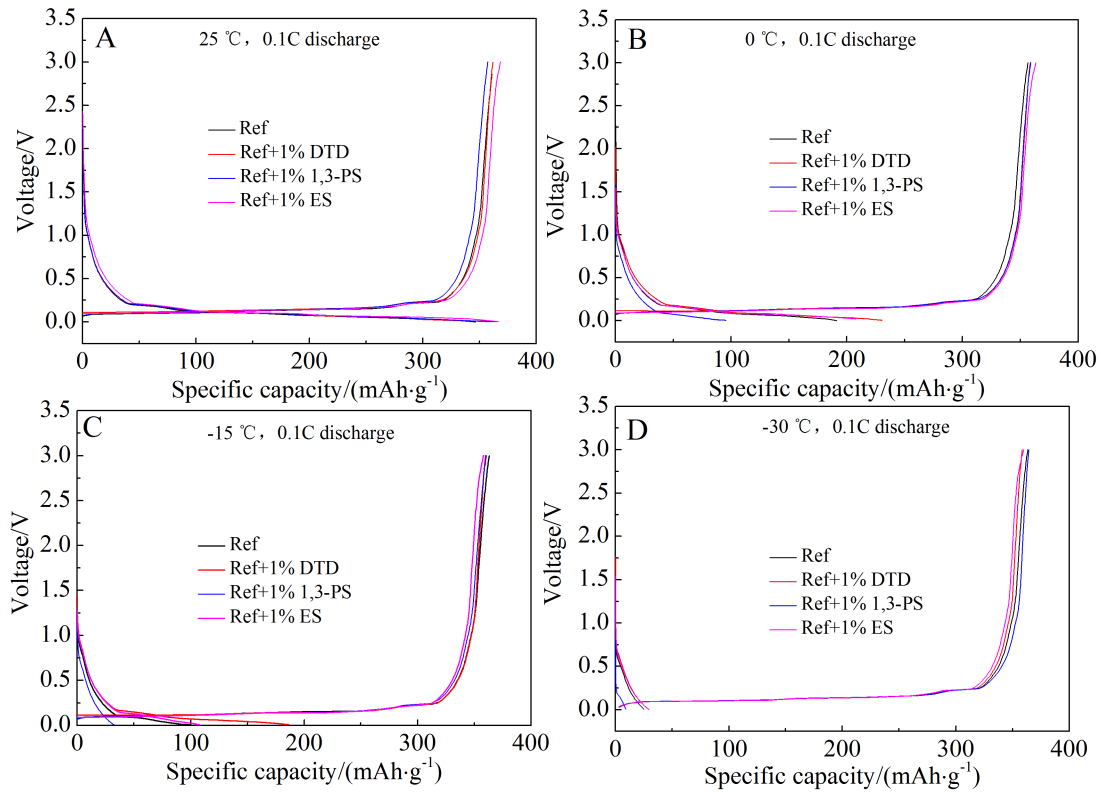 A
25 ℃，0.1C discharge
Voltage/V
3.5
3.0
2.5
2.0
1.5
1.0
0.5
0.0
Ref
Ref+1% DTD
Ref+1% 1,3-PS
Ref+1% ES
0 100 200 300 400
Specific capacity/(mAh·g⁻¹)
B
0 ℃，0.1C discharge
Voltage/V
3.5
3.0
2.5
2.0
1.5
1.0
0.5
0.0
Ref
Ref+1% DTD
Ref+1% 1,3-PS
Ref+1% ES
0 100 200 300 400
Specific capacity/(mAh·g⁻¹)
C
-15 ℃，0.1C discharge
Voltage/V
3.5
3.0
2.5
2.0
1.5
1.0
0.5
0.0
Ref
Ref+1% DTD
Ref+1% 1,3-PS
Ref+1% ES
0 100 200 300 400
Specific capacity/(mAh·g⁻¹)
D
-30 ℃，0.1C discharge
Voltage/V
3.5
3.0
2.5
2.0
1.5
1.0
0.5
0.0
Ref
Ref+1% DTD
Ref+1% 1,3-PS
Ref+1% ES
0 100 200 300 400
Specific capacity/(mAh·g⁻¹)